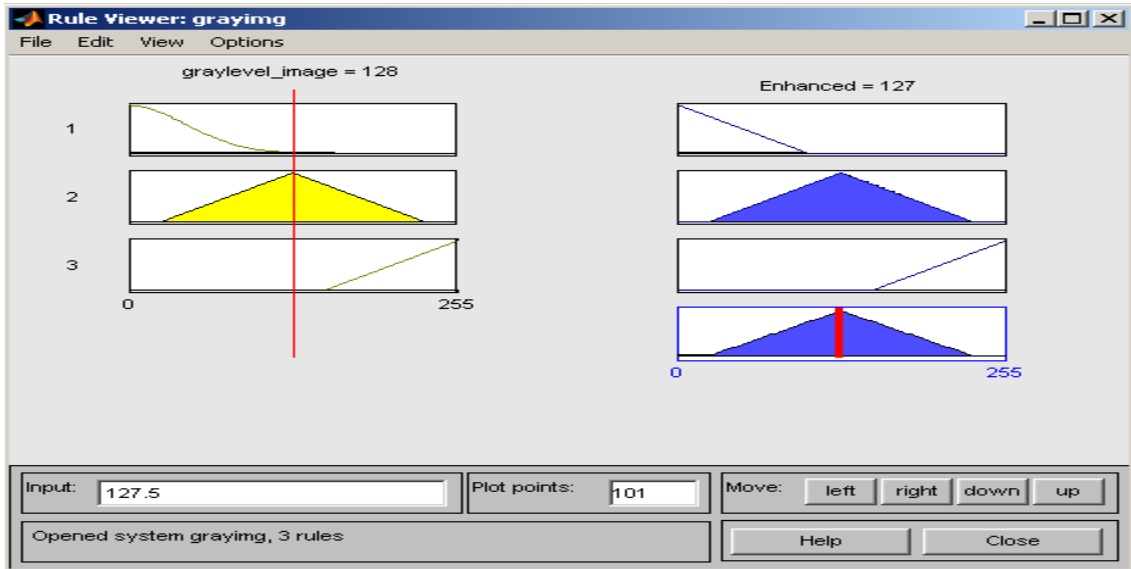 Rule Viewer: grayimg
File Edit View Options
graylevel_image = 128
Enhanced = 127
1
2
3
0 255
0 255
Input: 127.5
Plot points: 101
Move: left right down up
Opened system grayimg, 3 rules
Help Close